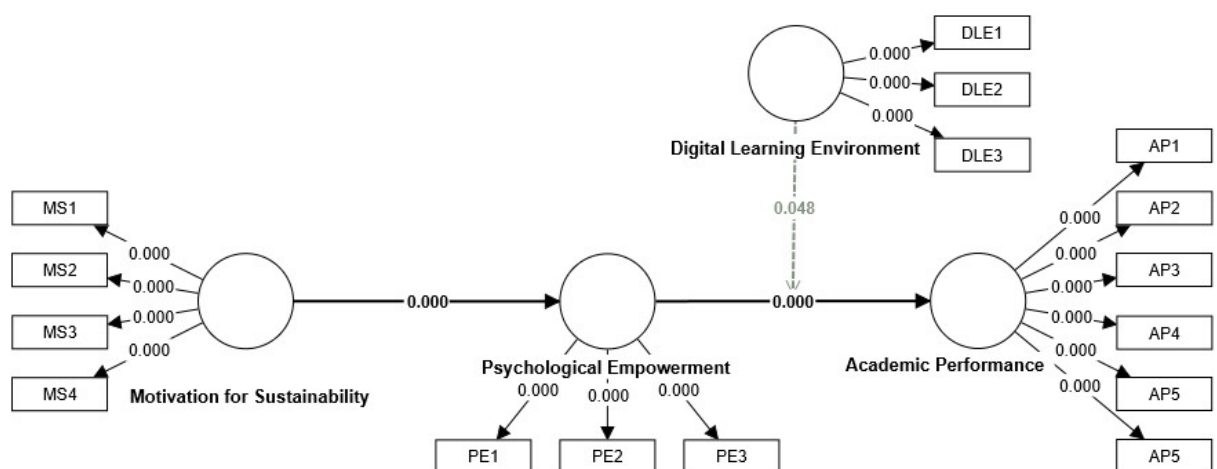 DLE1
0.000
0.000
DLE2
0.000
DLE3
Digital Learning Environment
0.048
AP1
0.000
AP2
0.000
AP3
0.000
0.000
AP4
0.000
AP5
0.000
AP5
Academic Performance
MS1
0.000
MS2
0.000
0.000
MS3
0.000
MS4
Motivation for Sustainability
0.000
0.000
Psychological Empowerment
0.000
0.000
0.000
PE1
PE2
PE3